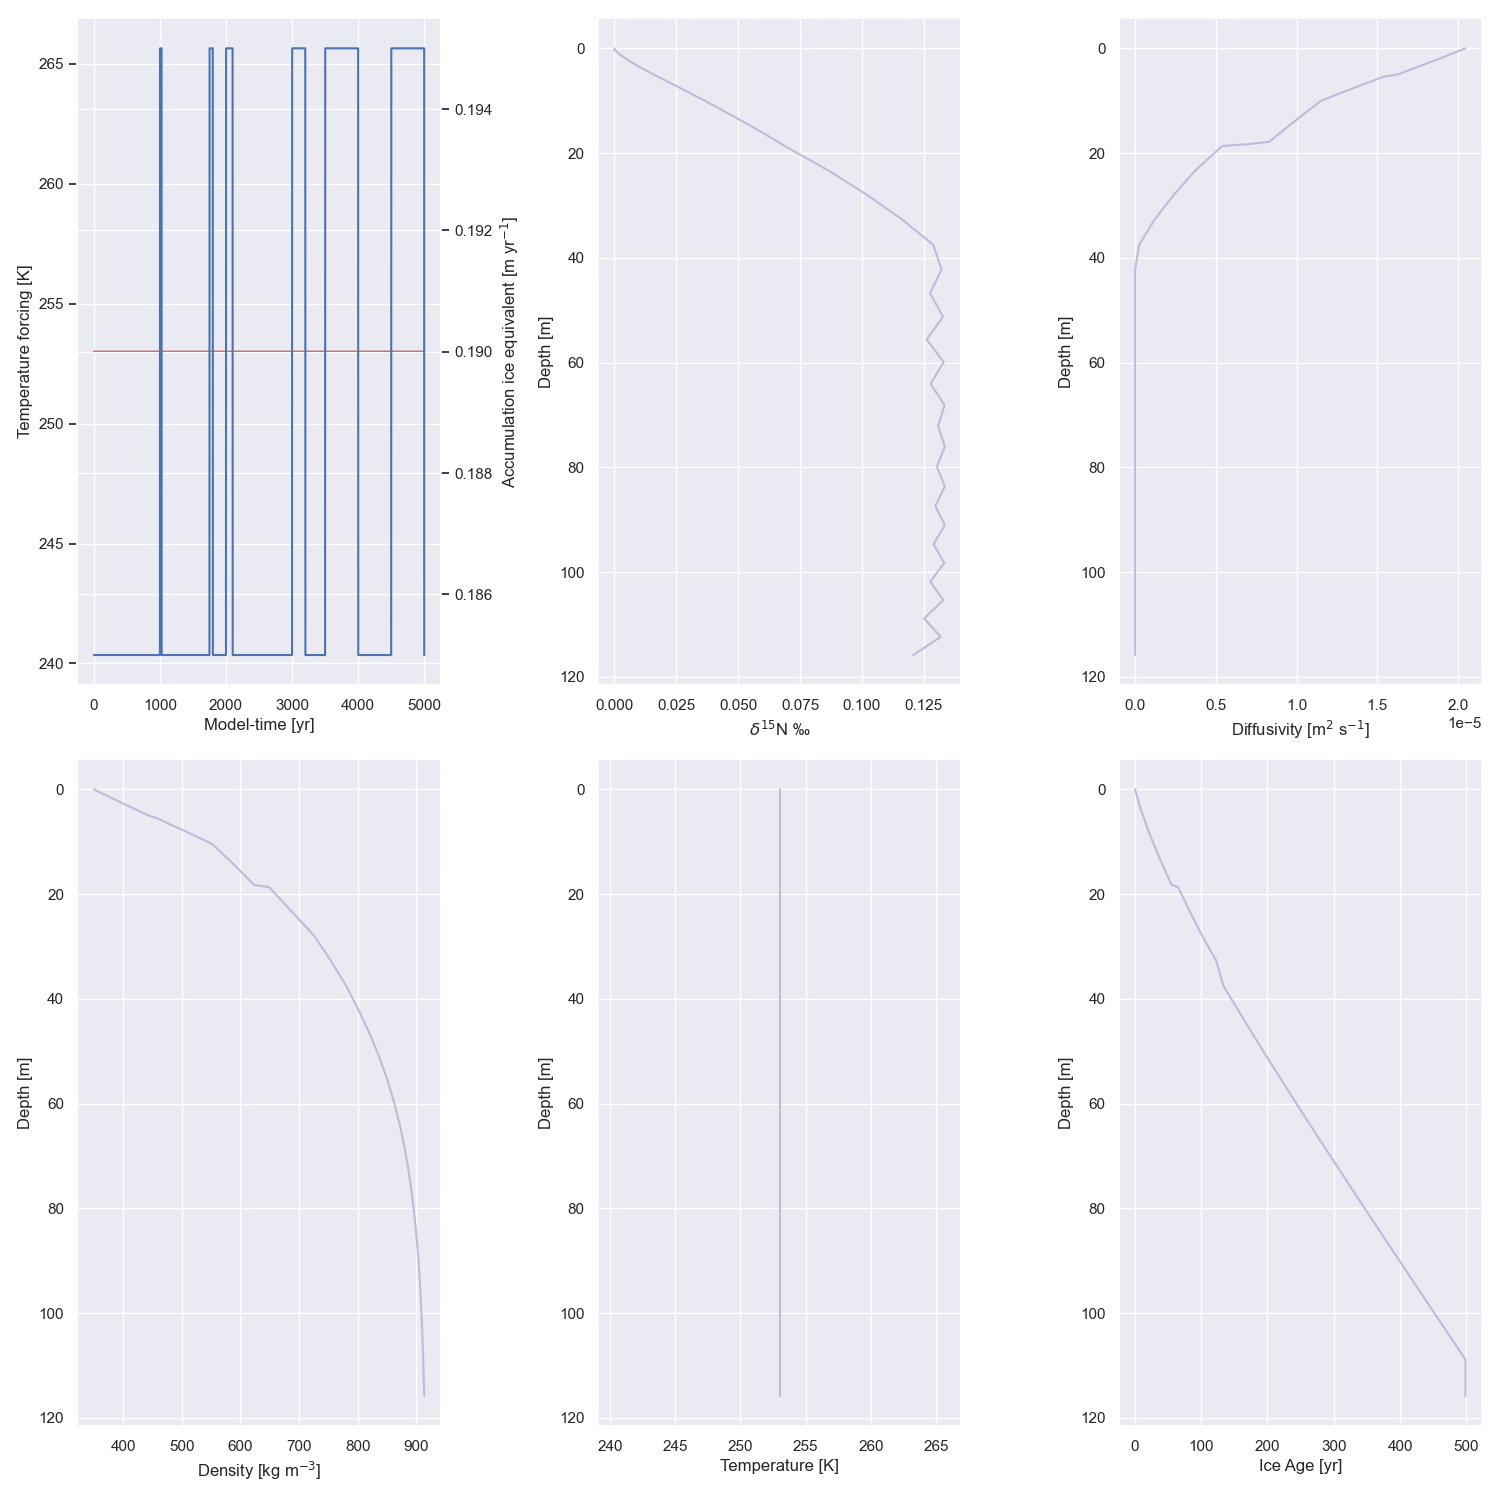 265
260
255
250
245
240
Temperature forcing [K]
0 1000 2000 3000 4000 5000
Model-time [yr]
0.194
0.192
0.190
0.188
0.186
Accumulation ice equivalent [m yr⁻¹]
0
20
40
60
80
100
120
Depth [m]
0.000 0.025 0.050 0.075 0.100 0.125
δ¹⁵N ‰
0
20
40
60
80
100
120
Depth [m]
0.0 0.5 1.0 1.5 2.0
1e−5
Diffusivity [m² s⁻¹]
0
20
40
60
80
100
120
Depth [m]
400 500 600 700 800 900
Density [kg m⁻³]
0
20
40
60
80
100
120
Depth [m]
240 245 250 255 260 265
Temperature [K]
0
20
40
60
80
100
120
Depth [m]
0 100 200 300 400 500
Ice Age [yr]